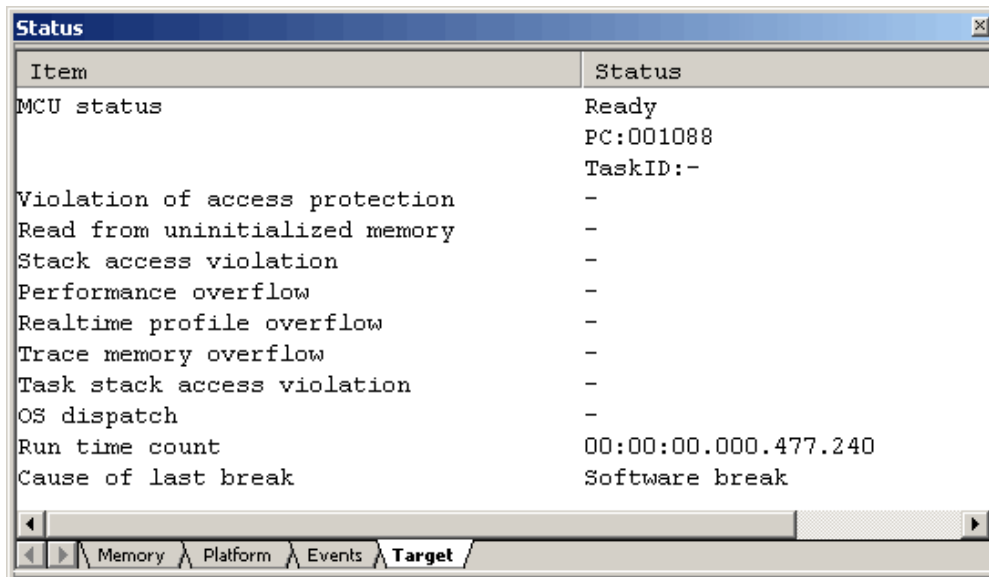 Status
Item Status
MCU status Ready
PC:001088
TaskID:-
Violation of access protection -
Read from uninitialized memory -
Stack access violation -
Performance overflow -
Realtime profile overflow -
Trace memory overflow -
Task stack access violation -
OS dispatch -
Run time count 00:00:00.000.477.240
Cause of last break Software break
Memory Platform Events Target